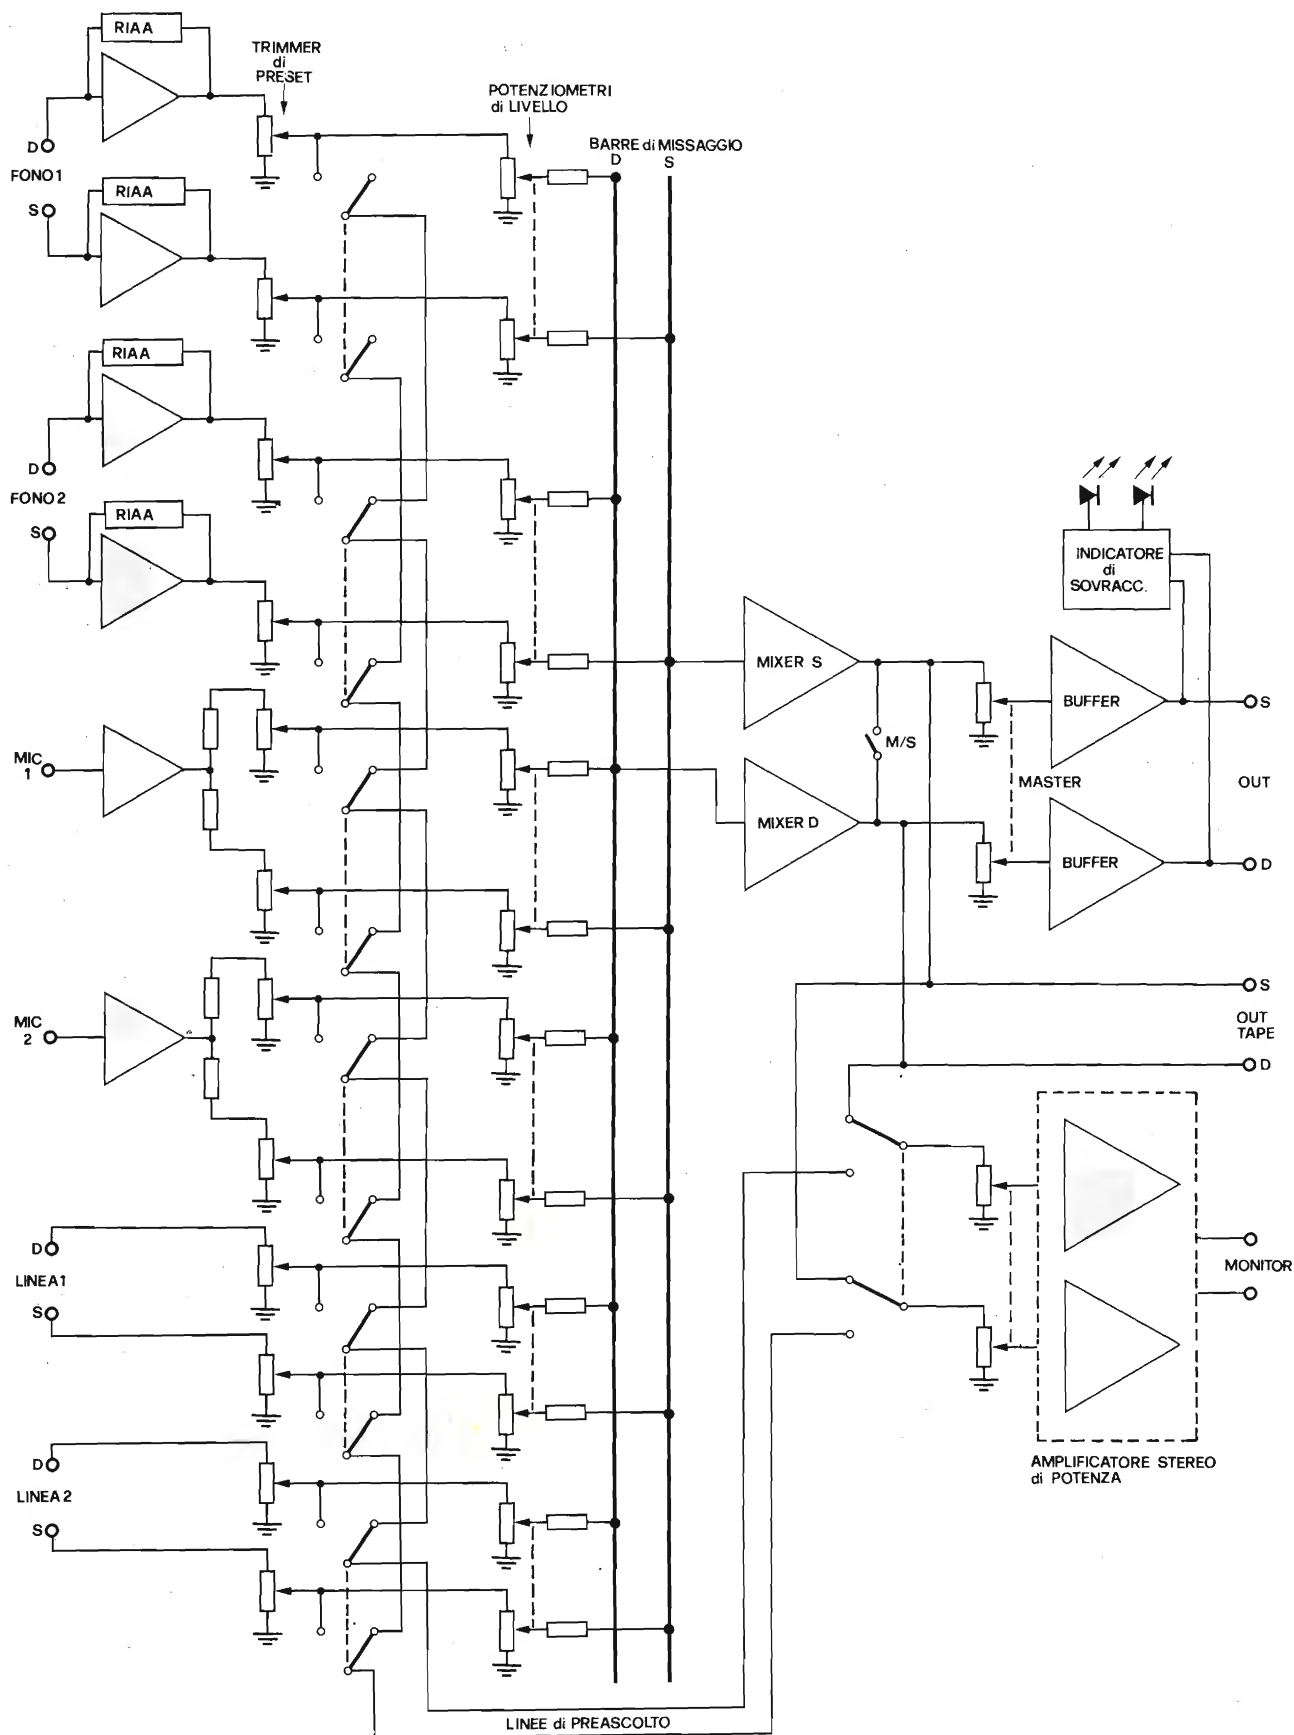 RIAA
TRIMMER
di
PRESET
POTENZIOMETRI
di LIVELLO
BARRE di MISSAGGIO
D S
D
FONO 1
S
RIAA
RIAA
D
FONO 2
S
RIAA
INDICATORE
di
SOVRACC.
MIXER S
BUFFER
S
M/S
MIC
1
MASTER
OUT
MIXER D
BUFFER
D
S
MIC
2
OUT
TAPE
D
D
LINEA 1
S
MONITOR
AMPLIFICATORE STEREO
di POTENZA
D
LINEA 2
S
LINEE di PREASCOLTO